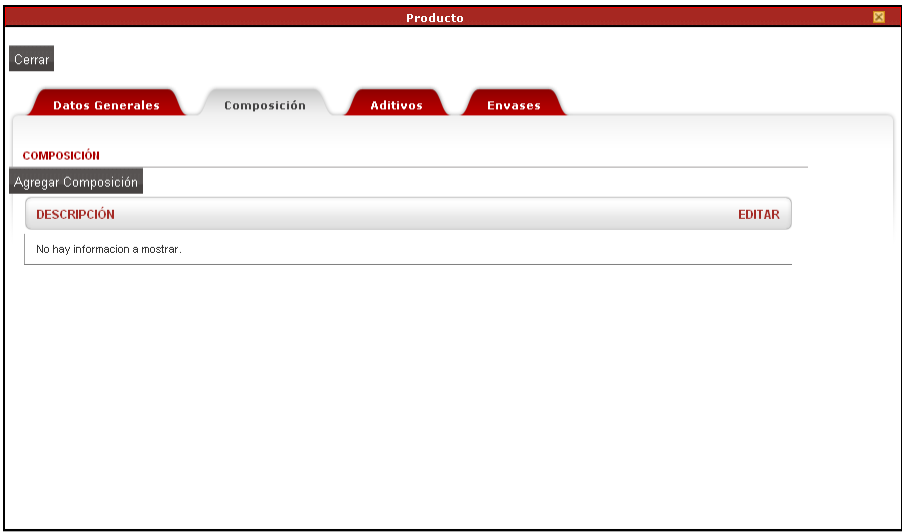 Producto
Cerrar
Datos Generales Composición Aditivos Envases
COMPOSICIÓN
Agregar Composición
DESCRIPCIÓN EDITAR
No hay informacion a mostrar.